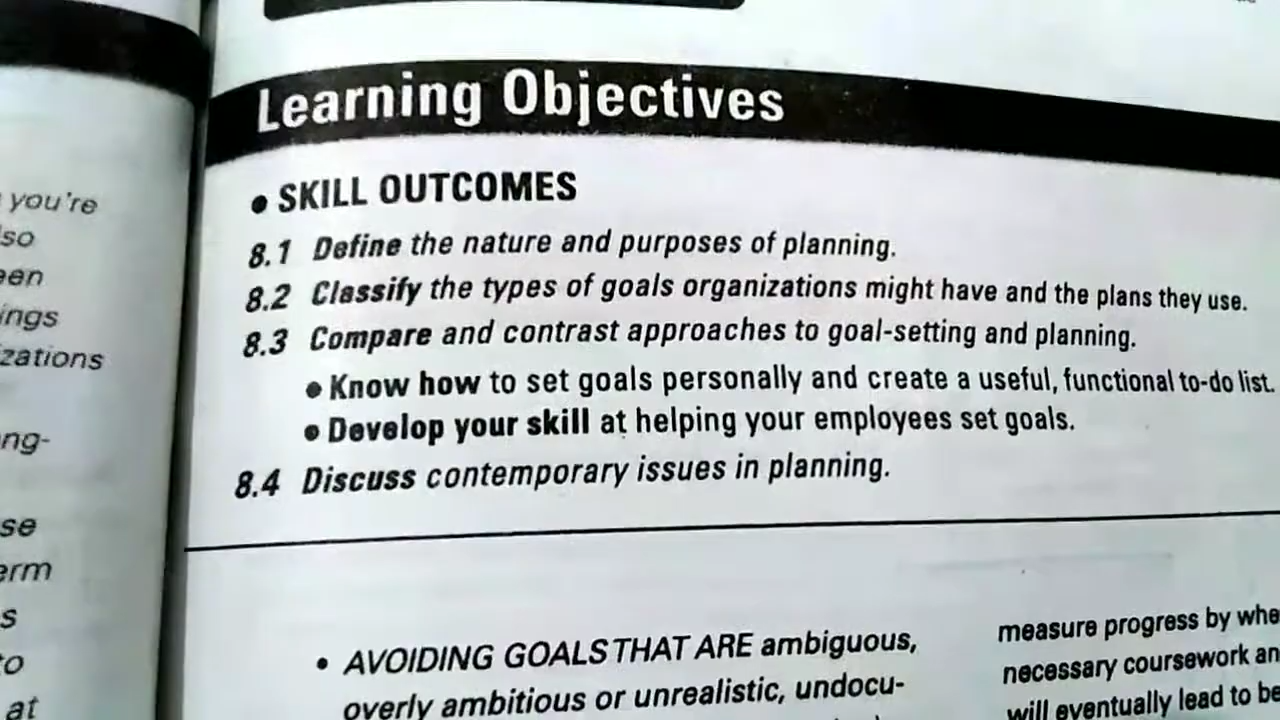 you're
so
ings
zations
ng-
se
erm
s
to
at
Learning Objectives
• SKILL OUTCOMES
8.1 Define the nature and purposes of planning.
8.2 Classify the types of goals organizations might have and the plans they use.
8.3 Compare and contrast approaches to goal-setting and planning.
• Know how to set goals personally and create a useful, functional to-do list.
• Develop your skill at helping your employees set goals.
8.4 Discuss contemporary issues in planning.
• AVOIDING GOALS THAT ARE ambiguous,
overly ambitious or unrealistic, undocu-
measure progress by whe
necessary coursework an
will eventually lead to be